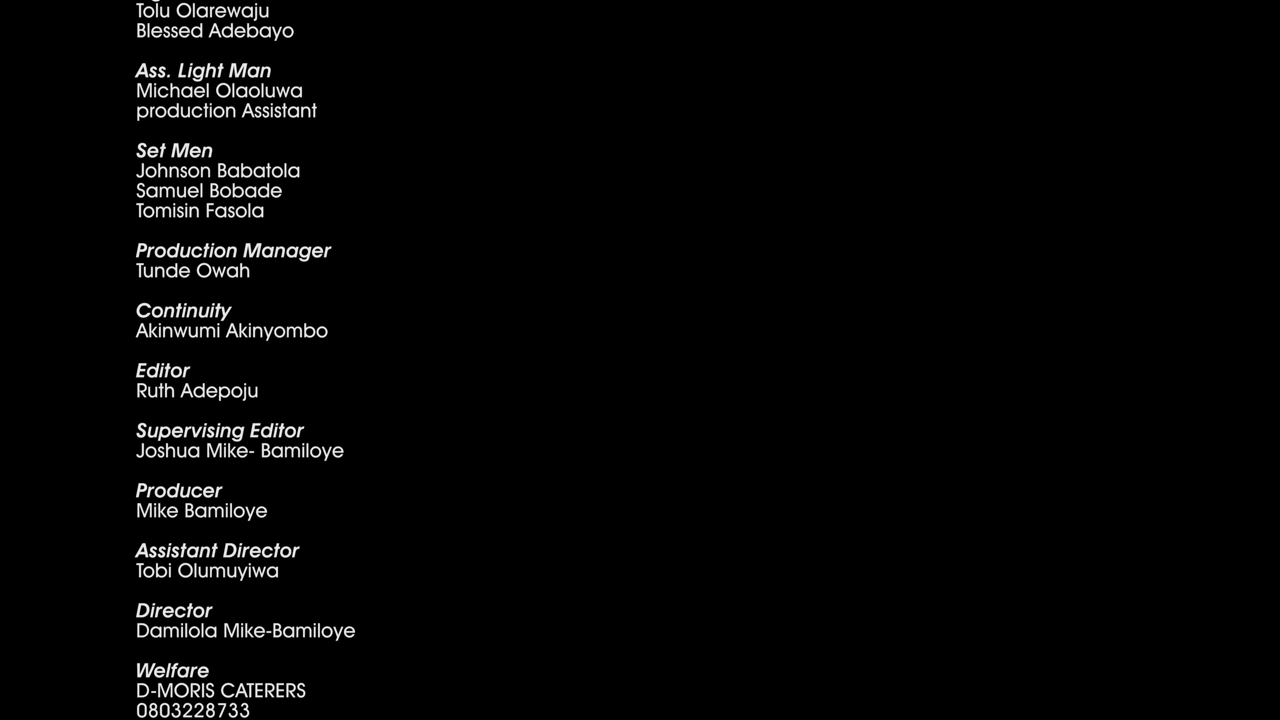 Tolu Olarewaju
Blessed Adebayo
Ass. Light Man
Michael Olaoluwa
production Assistant
Set Men
Johnson Babatola
Samuel Bobade
Tomisin Fasola
Production Manager
Tunde Owah
Continuity
Akinwumi Akinyombo
Editor
Ruth Adepoju
Supervising Editor
Joshua Mike- Bamiloye
Producer
Mike Bamiloye
Assistant Director
Tobi Olumuyiwa
Director
Damilola Mike-Bamiloye
Welfare
D-MORIS CATERERS
0803228733